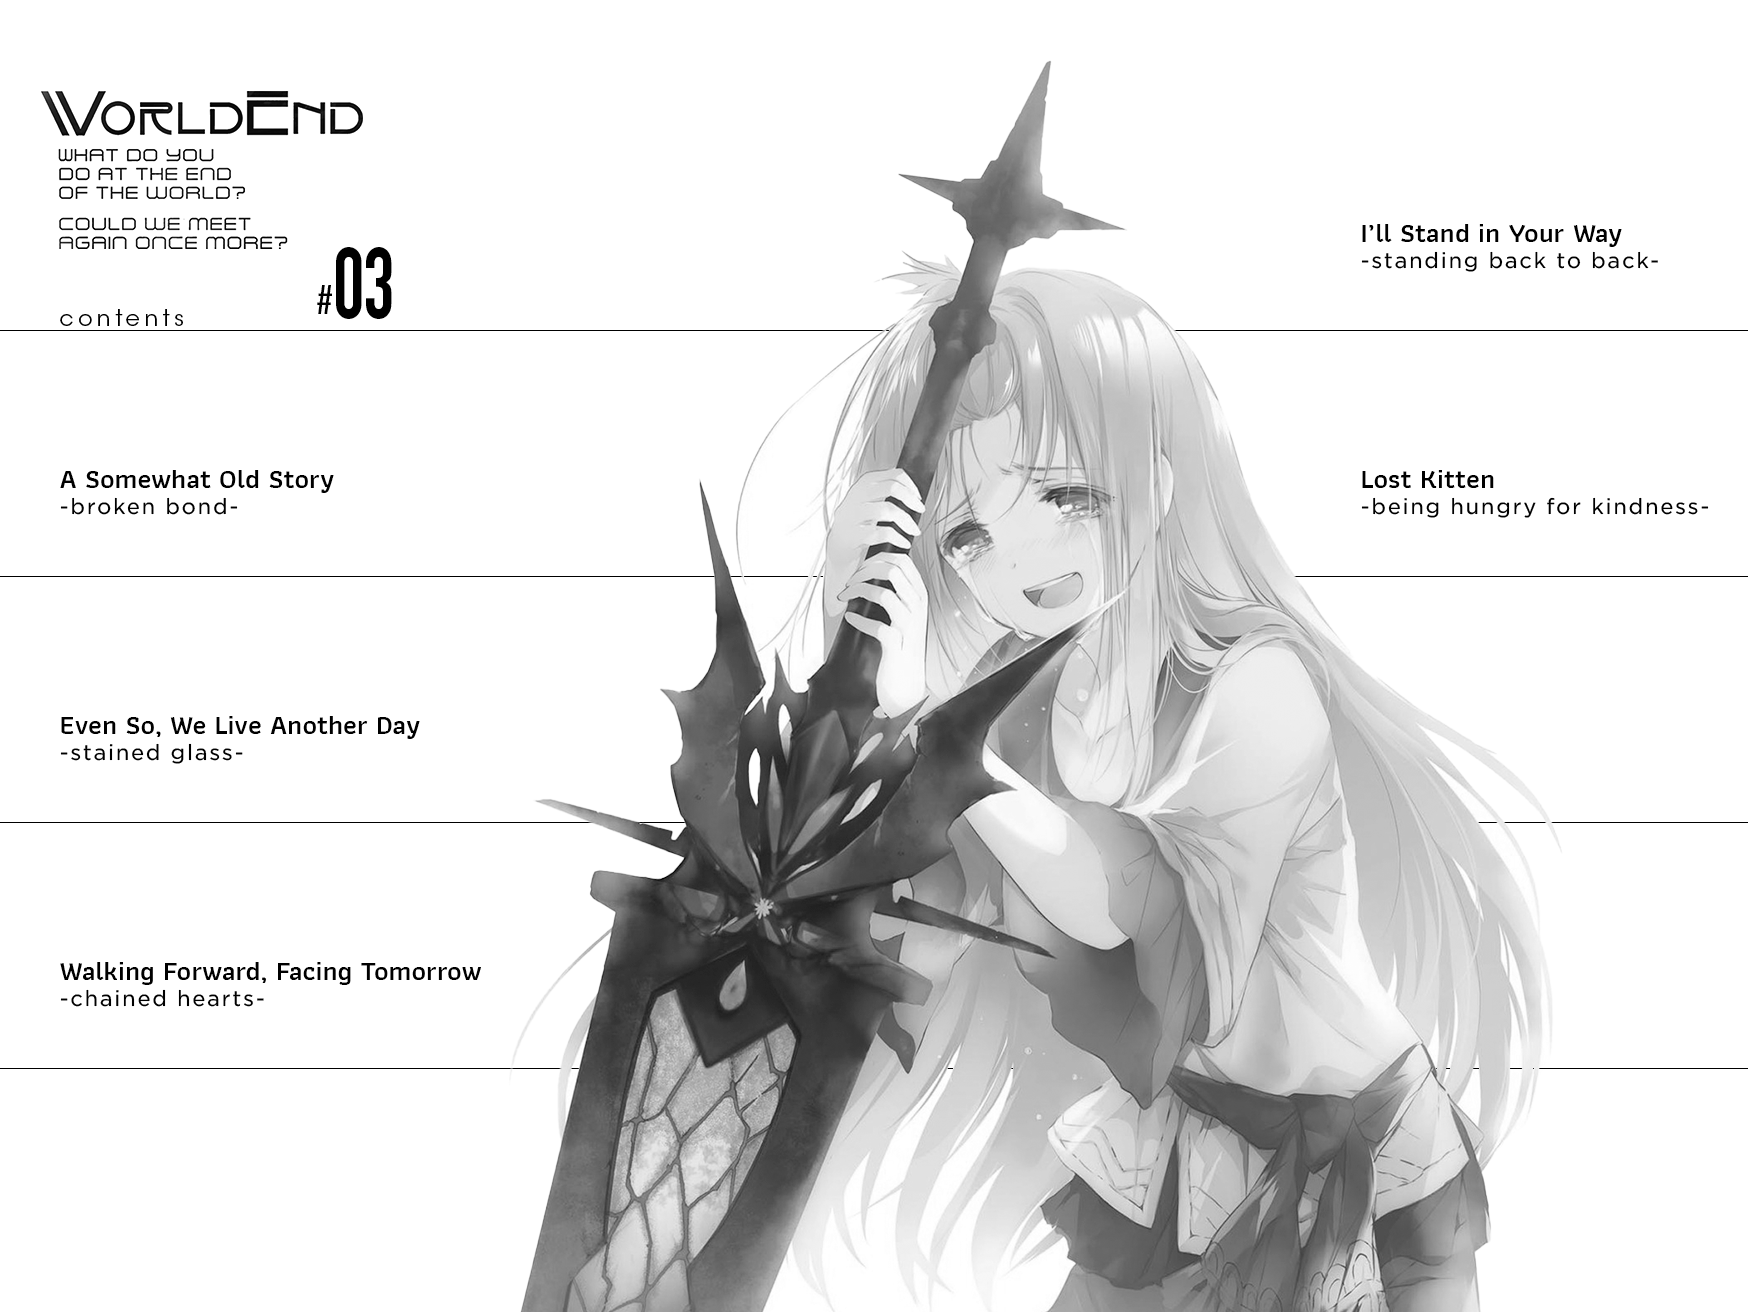 WORLDEND
WHAT DO YOU
DO AT THE END
OF THE WORLD?
COULD WE MEET
AGAIN ONCE MORE?
#03
contents
A Somewhat Old Story
-broken bond-
Even So, We Live Another Day
-stained glass-
Walking Forward, Facing Tomorrow
-chained hearts-
I’ll Stand in Your Way
-standing back to back-
Lost Kitten
-being hungry for kindness-